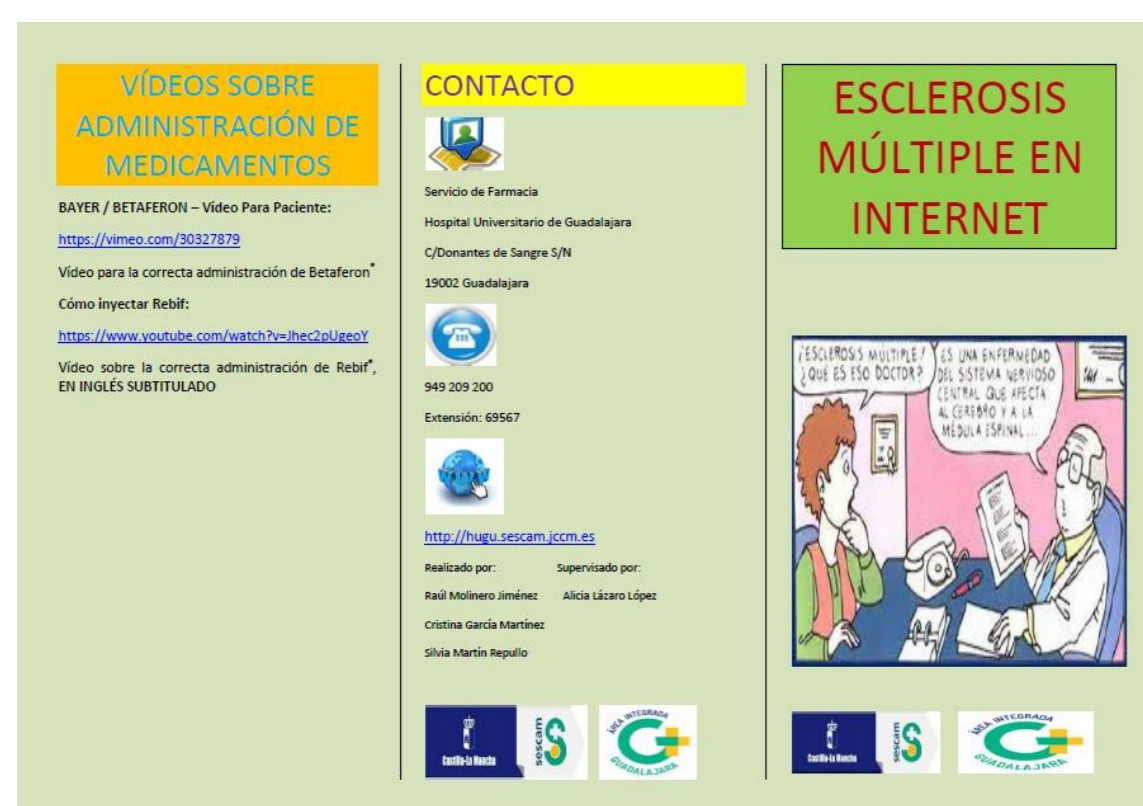 VÍDEOS SOBRE
ADMINISTRACIÓN DE
MEDICAMENTOS
BAYER / BETAFERON – Vídeo Para Paciente:
https://vimeo.com/30327879
Vídeo para la correcta administración de Betaferon*
Cómo inyectar Rebif:
https://www.youtube.com/watch?v=Jhec2pUgeoY
Vídeo sobre la correcta administración de Rebif*,
EN INGLÉS SUBTITULADO
CONTACTO
Servicio de Farmacia
Hospital Universitario de Guadalajara
C/Donantes de Sangre S/N
19002 Guadalajara
949 209 200
Extensión: 69567
http://hugu.sescam.jccm.es
Realizado por: Supervisado por:
Raúl Molinero Jiménez Alicia Lázaro López
Cristina García Martínez
Silvia Martín Repullo
Castilla-La Mancha
sescam
ÁREA INTEGRADA
GUADALAJARA
ESCLEROSIS
MÚLTIPLE EN
INTERNET
¡ESCLEROSIS MÚLTIPLE!
¿QUÉ ES ESO DOCTOR?
ES UNA ENFERMEDAD
DEL SISTEMA NERVIOSO
CENTRAL QUE AFECTA
AL CEREBRO Y A LA
MÉDULA ESPINAL...
Castilla-La Mancha
sescam
ÁREA INTEGRADA
GUADALAJARA